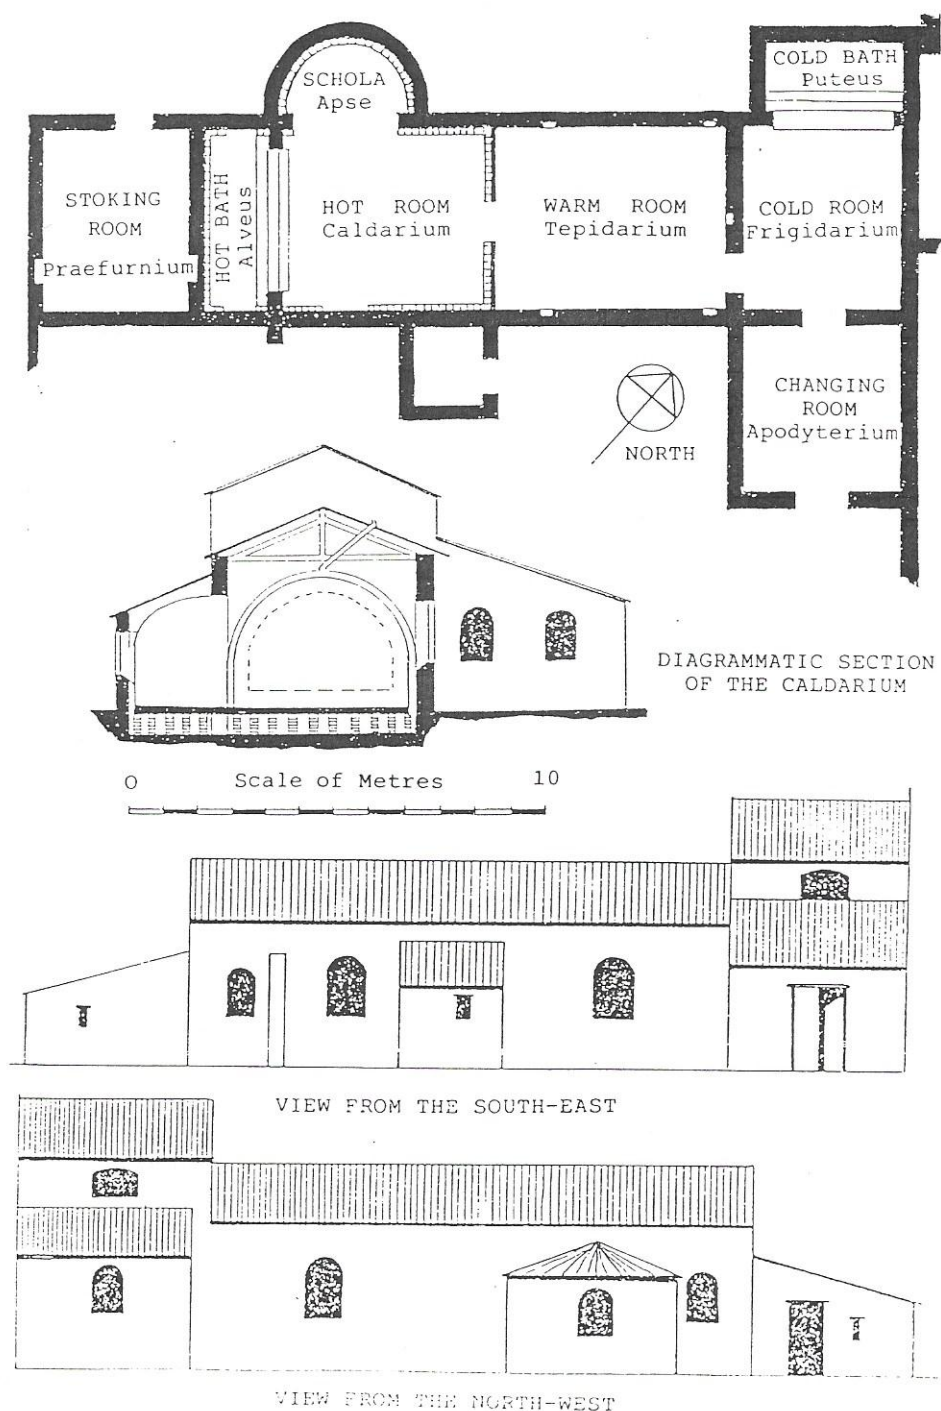 SCHOLA
Apse
COLD BATH
Puteus
STOKING
ROOM
Praefurnium
HOT BATH
Alveus
HOT ROOM
Caldarium
WARM ROOM
Tepidarium
COLD ROOM
Frigidarium
CHANGING
ROOM
Apodyterium
NORTH
DIAGRAMMATIC SECTION
OF THE CALDARIUM
0 Scale of Metres 10
VIEW FROM THE SOUTH-EAST
VIEW FROM THE NORTH-WEST